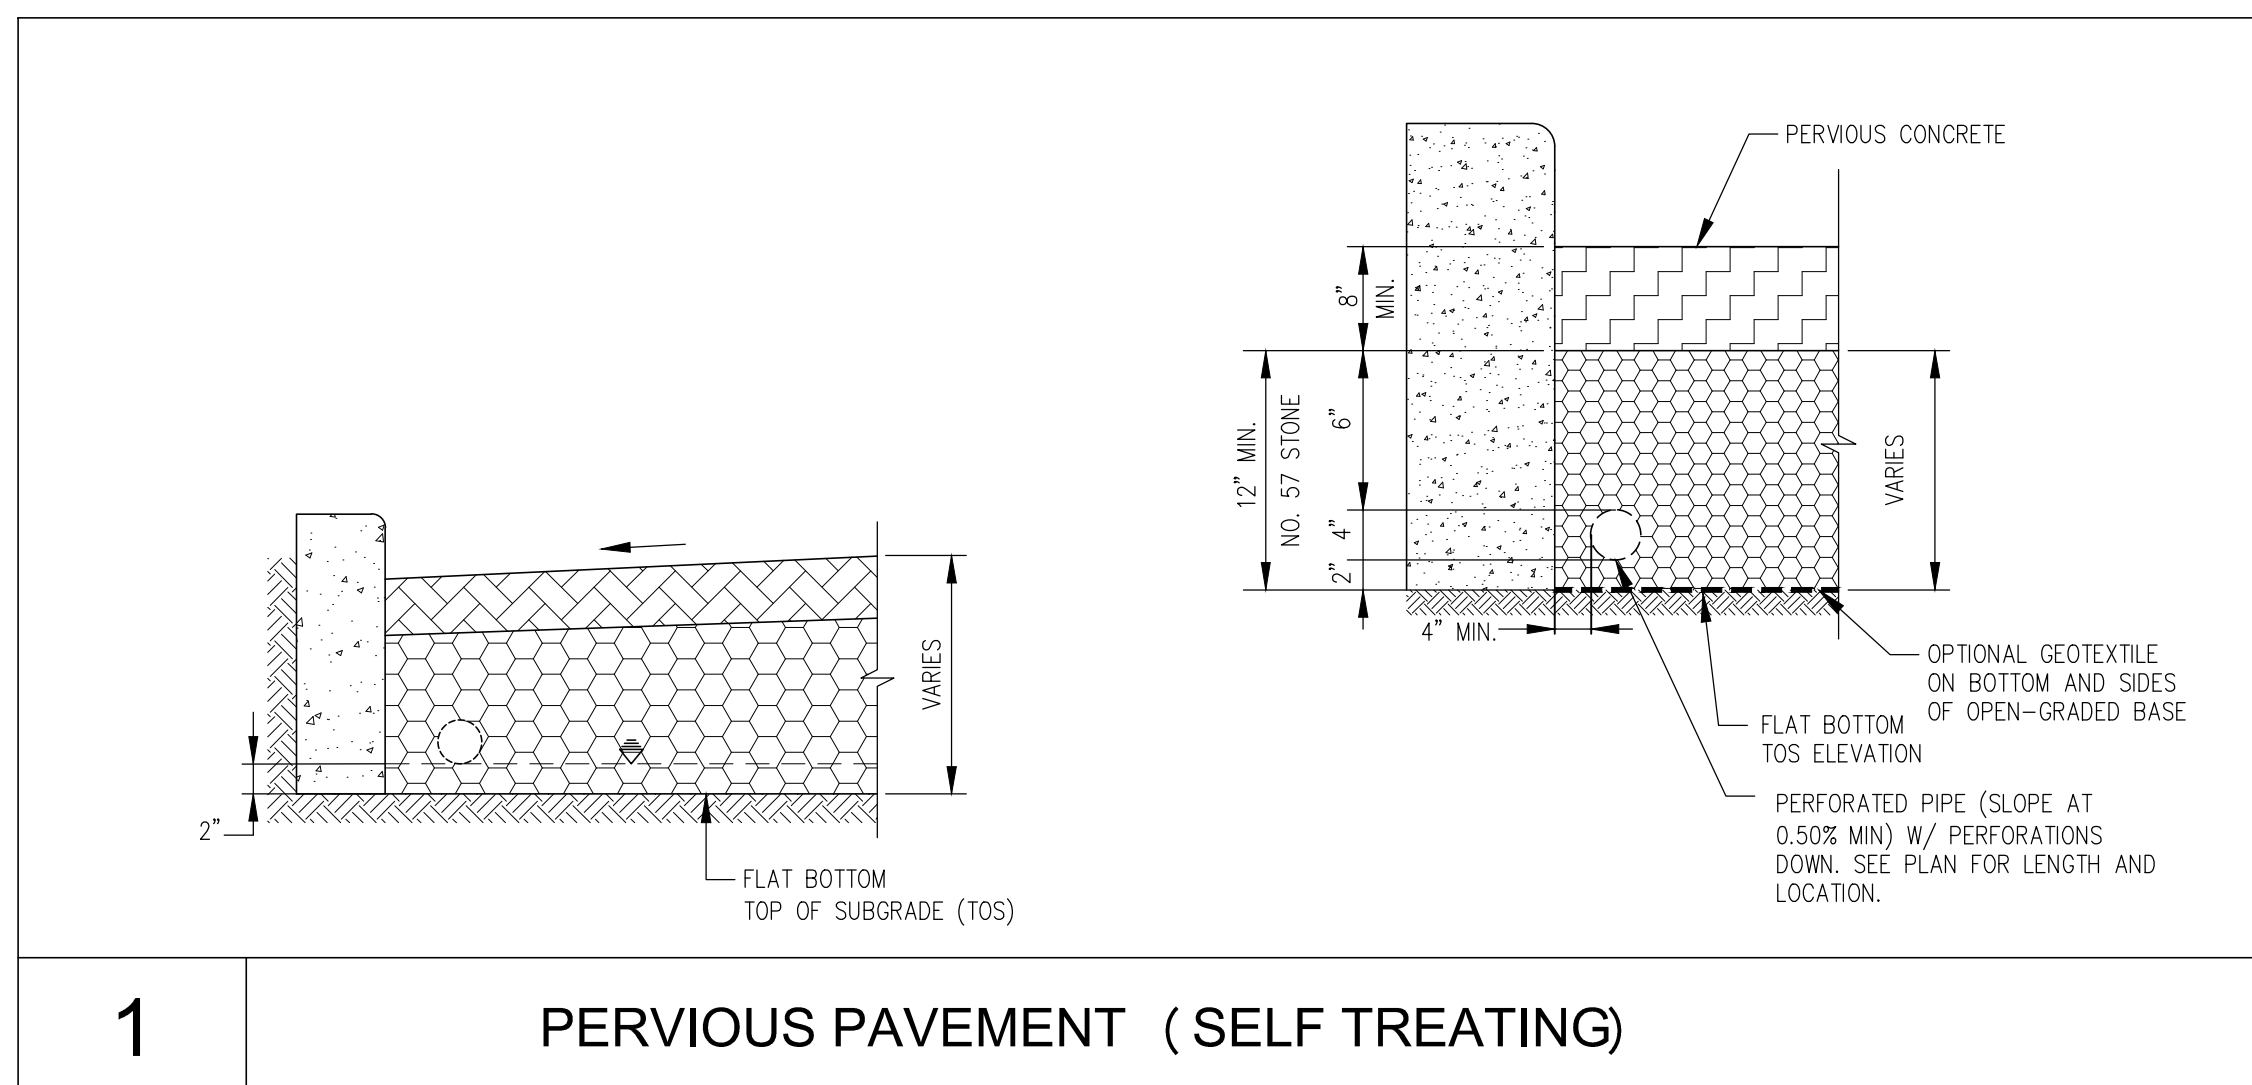 VARIES
2”
FLAT BOTTOM
TOP OF SUBGRADE (TOS)
PERVIOUS CONCRETE
8”
MIN.
12” MIN.
NO. 57 STONE
6”
4”
2”
4” MIN.
VARIES
OPTIONAL GEOTEXTILE
ON BOTTOM AND SIDES
OF OPEN-GRADED BASE
FLAT BOTTOM
TOS ELEVATION
PERFORATED PIPE (SLOPE AT
0.50% MIN) W/ PERFORATIONS
DOWN. SEE PLAN FOR LENGTH AND
LOCATION.
1
PERVIOUS PAVEMENT ( SELF TREATING)